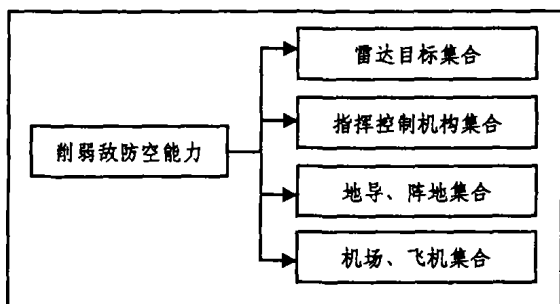 雷达目标集合
指挥控制机构集合
削弱敌防空能力
地导、阵地集合
机场、飞机集合